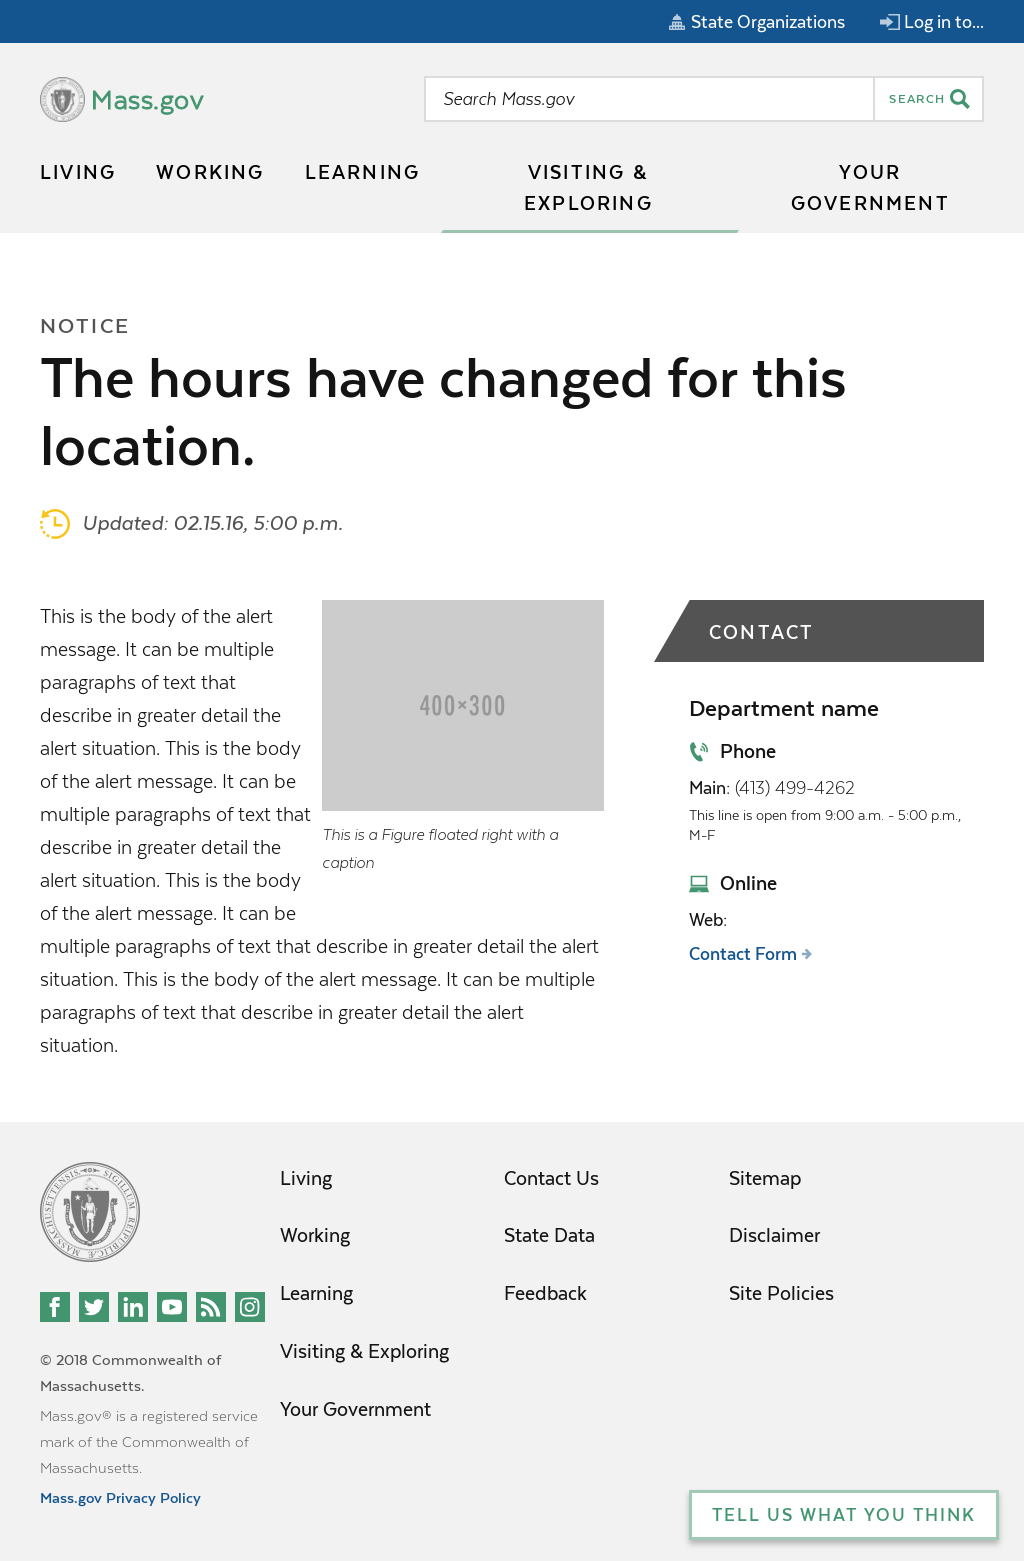 State Organizations
Log in to...
Mass.gov
Search Mass.gov
SEARCH
LIVING
WORKING
LEARNING
VISITING &
EXPLORING
YOUR
GOVERNMENT
NOTICE
The hours have changed for this
location.
Updated: 02.15.16, 5:00 p.m.
This is the body of the alert
message. It can be multiple
paragraphs of text that
describe in greater detail the
alert situation. This is the body
of the alert message. It can be
multiple paragraphs of text that
describe in greater detail the
alert situation. This is the body
of the alert message. It can be
multiple paragraphs of text that describe in greater detail the alert
situation. This is the body of the alert message. It can be multiple
paragraphs of text that describe in greater detail the alert
situation.
400×300
This is a Figure floated right with a
caption
CONTACT
Department name
Phone
Main: (413) 499-4262
This line is open from 9:00 a.m. - 5:00 p.m.,
M-F
Online
Web:
Contact Form
Living
Working
Learning
Visiting & Exploring
Your Government
Contact Us
State Data
Feedback
Sitemap
Disclaimer
Site Policies
© 2018 Commonwealth of
Massachusetts.
Mass.gov® is a registered service
mark of the Commonwealth of
Massachusetts.
Mass.gov Privacy Policy
TELL US WHAT YOU THINK